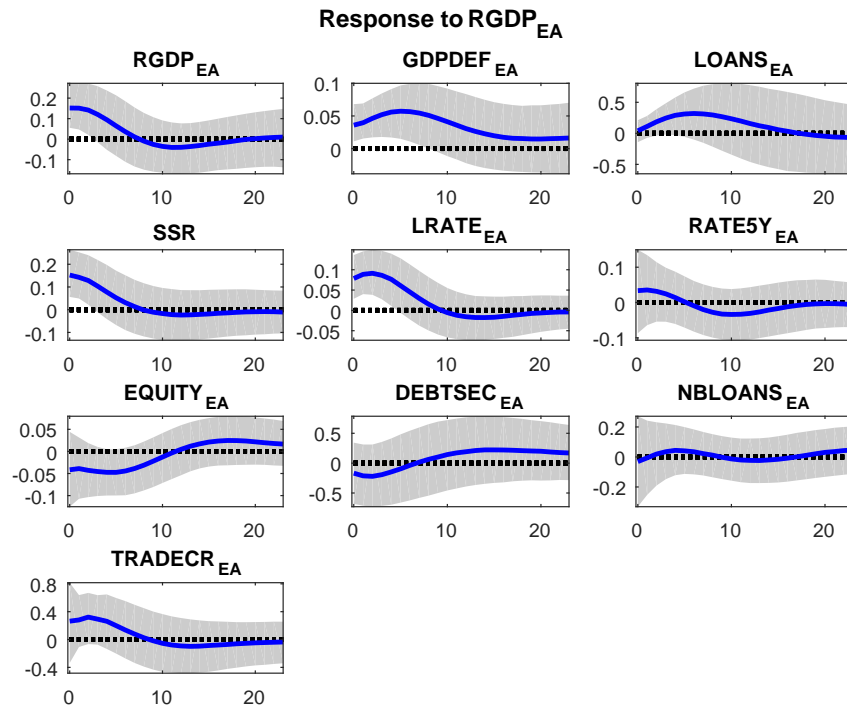 Response to RGDP_EA
RGDP_EA
0.2
0.1
0
-0.1
0 10 20
GDPDEF_EA
0.1
0.05
0
0 10 20
LOANS_EA
0.5
0
-0.5
0 10 20
SSR
0.2
0.1
0
-0.1
0 10 20
LRATE_EA
0.1
0.05
0
-0.05
0 10 20
RATE5Y_EA
0.1
0
-0.1
0 10 20
EQUITY_EA
0.05
0
-0.05
-0.1
0 10 20
DEBTSEC_EA
0.5
0
-0.5
0 10 20
NBLOANS_EA
0.2
0
-0.2
0 10 20
TRADECR_EA
0.8
0.4
0
-0.4
0 10 20